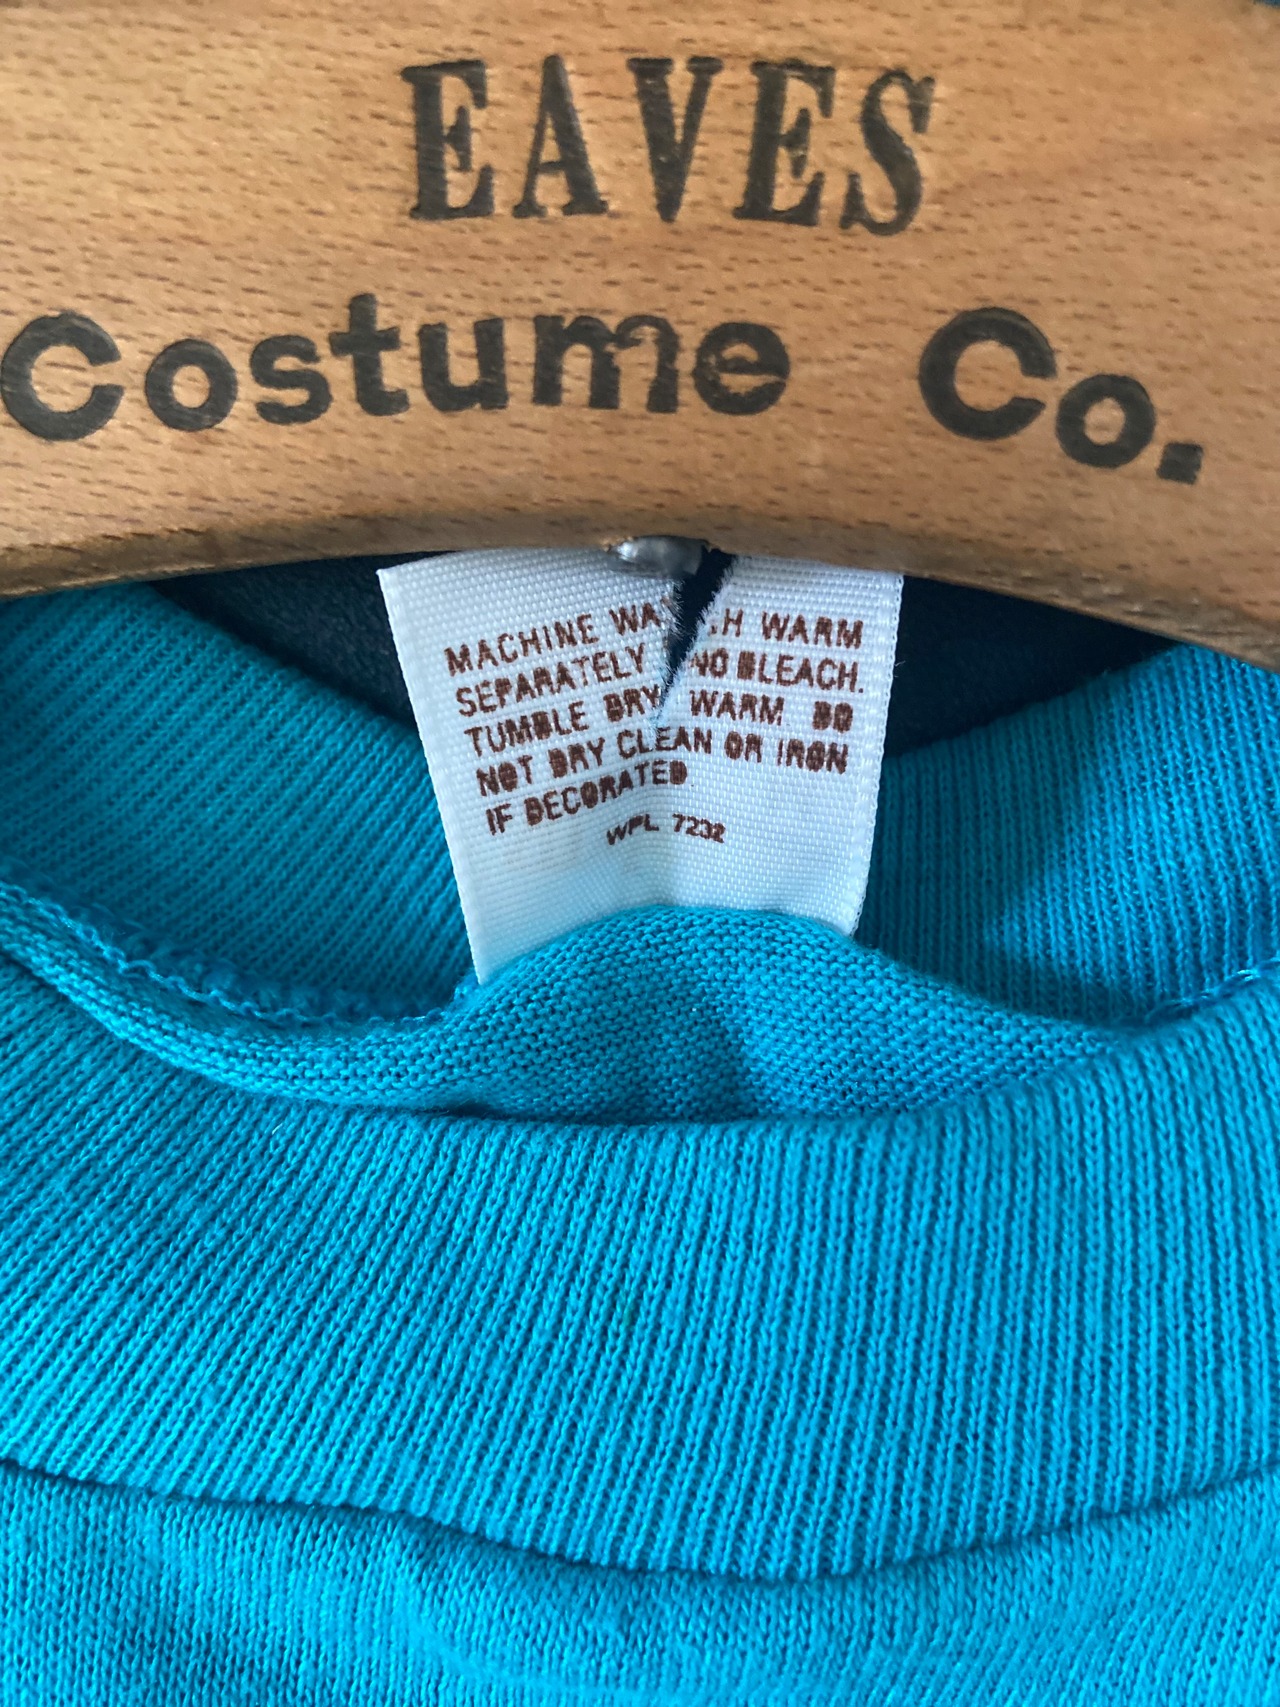 EAVES
Costume Co.
MACHINE WASH WARM
SEPARATELY NO BLEACH.
TUMBLE DRY WARM DO
NOT DRY CLEAN OR IRON
IF DECORATED
WPL 7232